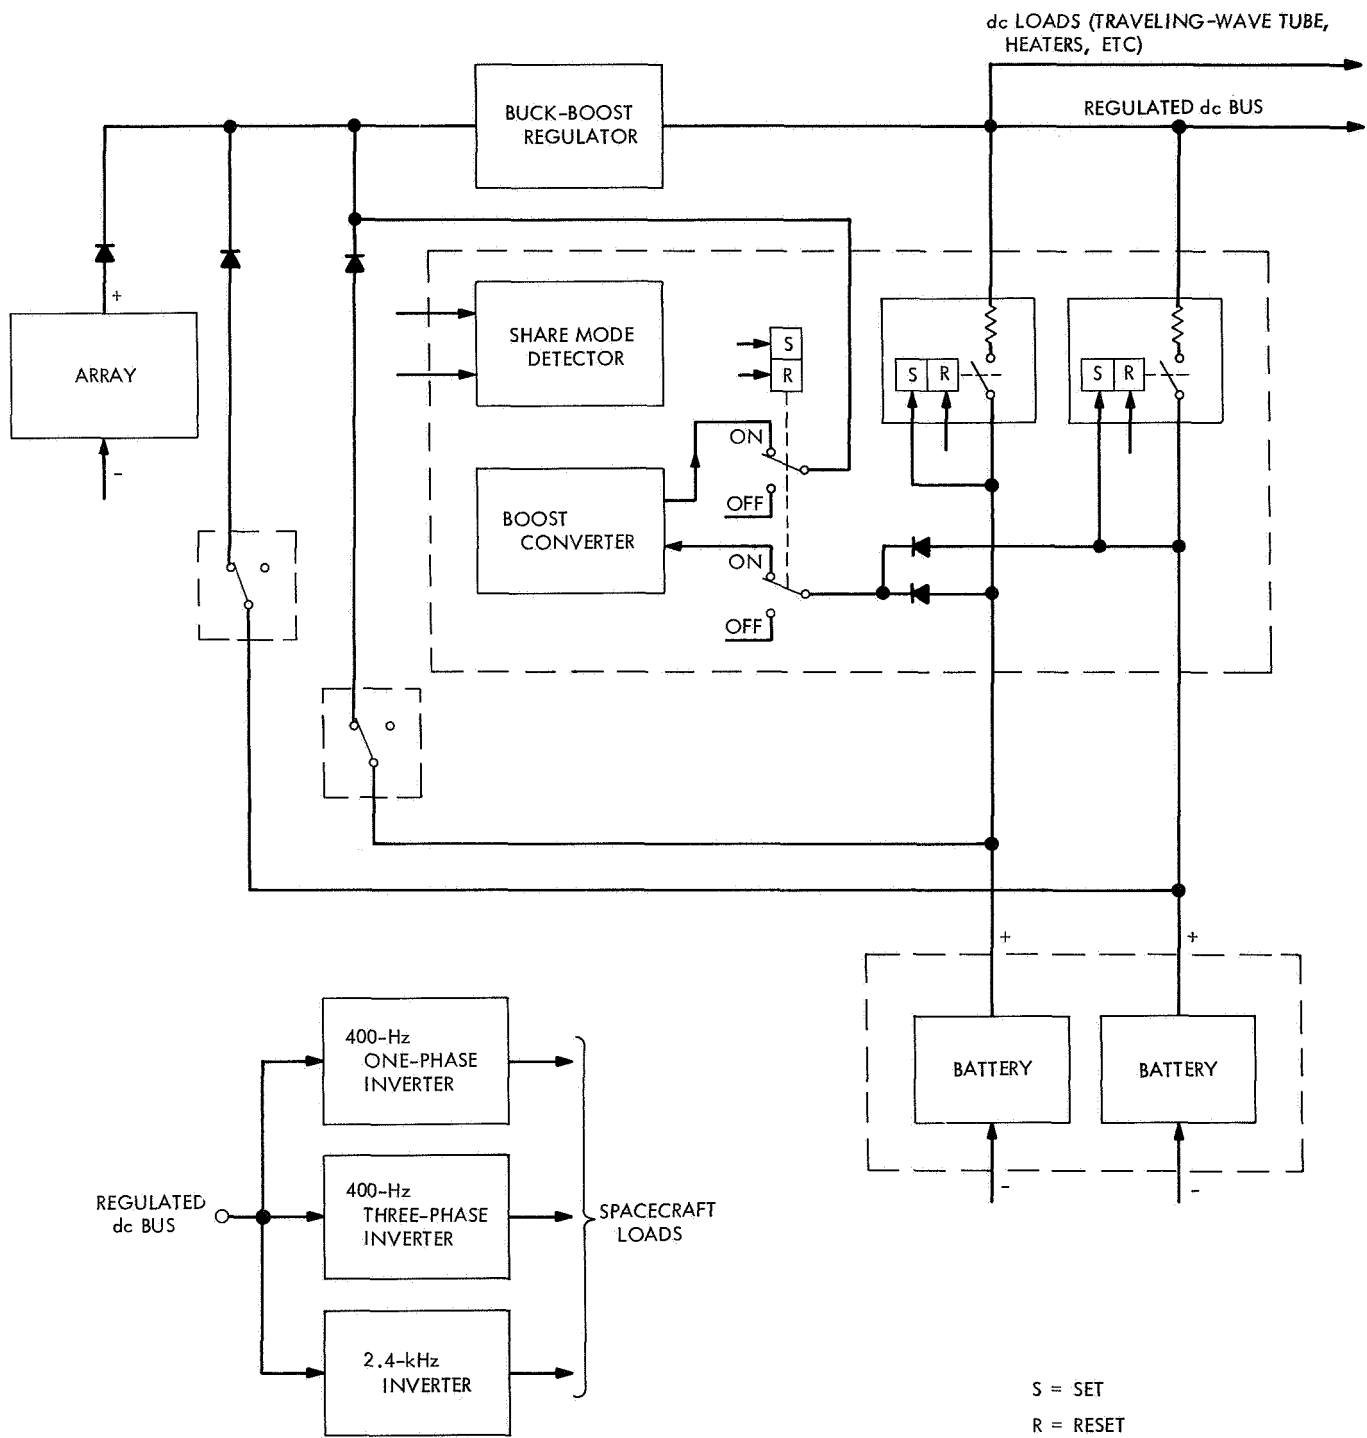 dc LOADS (TRAVELING-WAVE TUBE,
HEATERS, ETC)
BUCK-BOOST
REGULATOR
REGULATED dc BUS
+
ARRAY
-
SHARE MODE
DETECTOR
S
R
S R
S R
ON
OFF
BOOST
CONVERTER
ON
OFF
+
+
BATTERY
BATTERY
-
-
400-Hz
ONE-PHASE
INVERTER
400-Hz
THREE-PHASE
INVERTER
REGULATED
dc BUS
SPACECRAFT
LOADS
2.4-kHz
INVERTER
S = SET
R = RESET